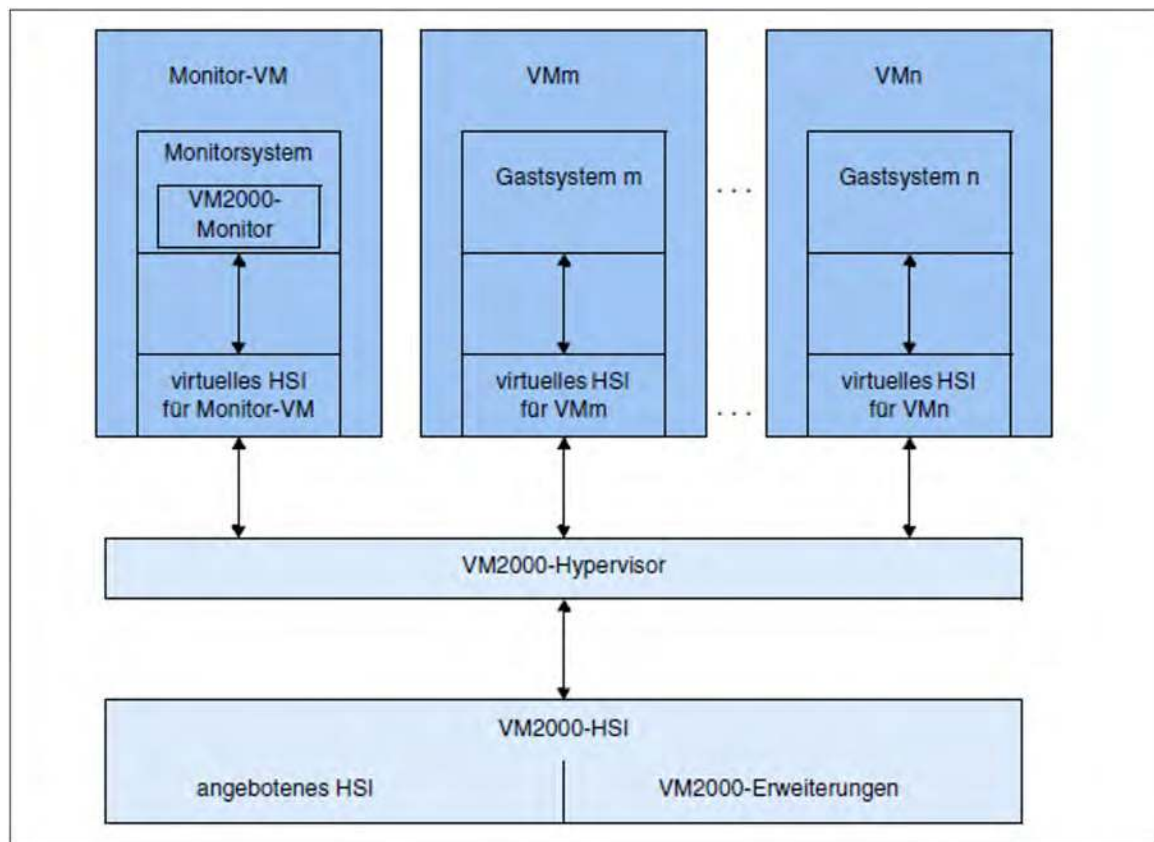 Monitor-VM
VMm
VMn
Monitorsystem
VM2000-
Monitor
Gastsystem m
. . .
Gastsystem n
virtuelles HSI
für Monitor-VM
virtuelles HSI
für VMm
. . .
virtuelles HSI
für VMn
VM2000-Hypervisor
VM2000-HSI
angebotenes HSI
VM2000-Erweiterungen